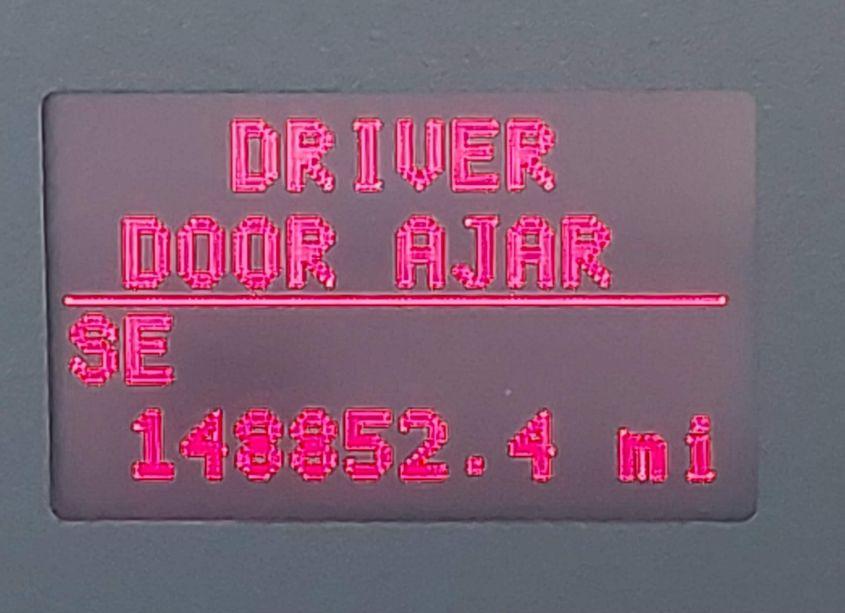 DRIVER
DOOR AJAR
SE
148852.4 mi